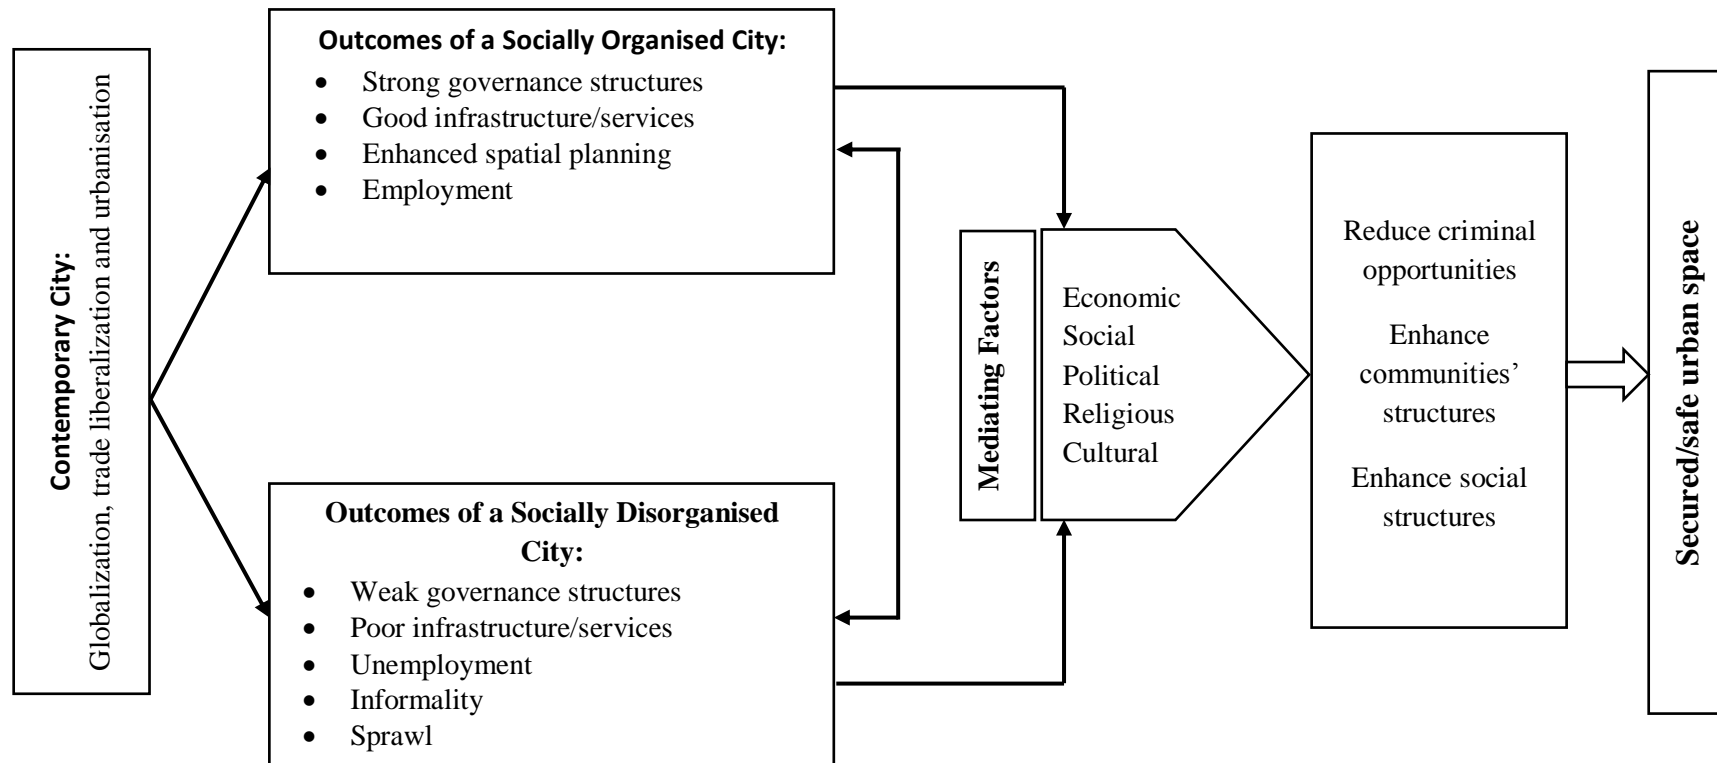 Contemporary City:
Globalization, trade liberalization and urbanisation
Outcomes of a Socially Organised City:
• Strong governance structures
• Good infrastructure/services
• Enhanced spatial planning
• Employment
Outcomes of a Socially Disorganised
City:
• Weak governance structures
• Poor infrastructure/services
• Unemployment
• Informality
• Sprawl
Mediating Factors
Economic
Social
Political
Religious
Cultural
Reduce criminal
opportunities
Enhance
communities’
structures
Enhance social
structures
Secured/safe urban space